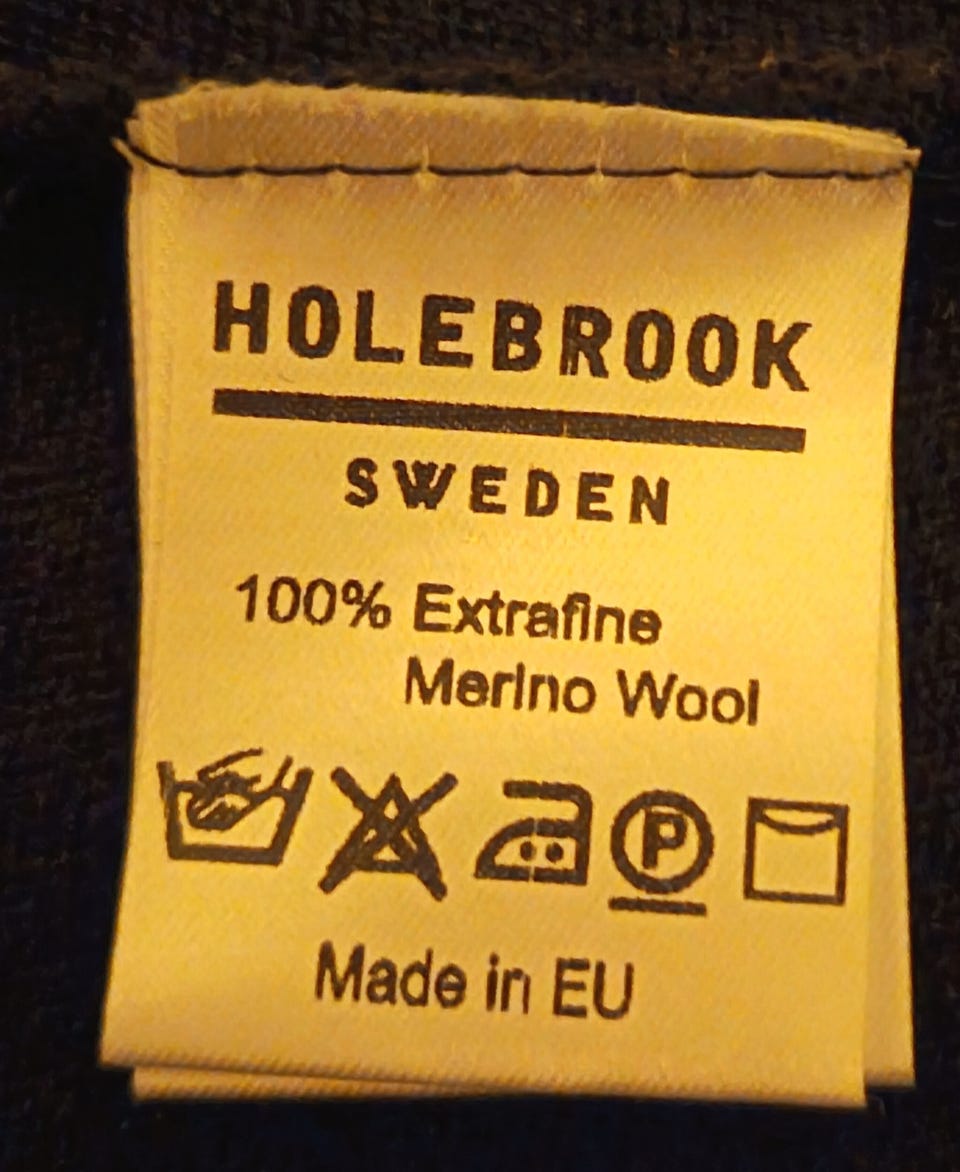 HOLEBROOK
SWEDEN
100% Extrafine
Merino Wool
P
Made in EU